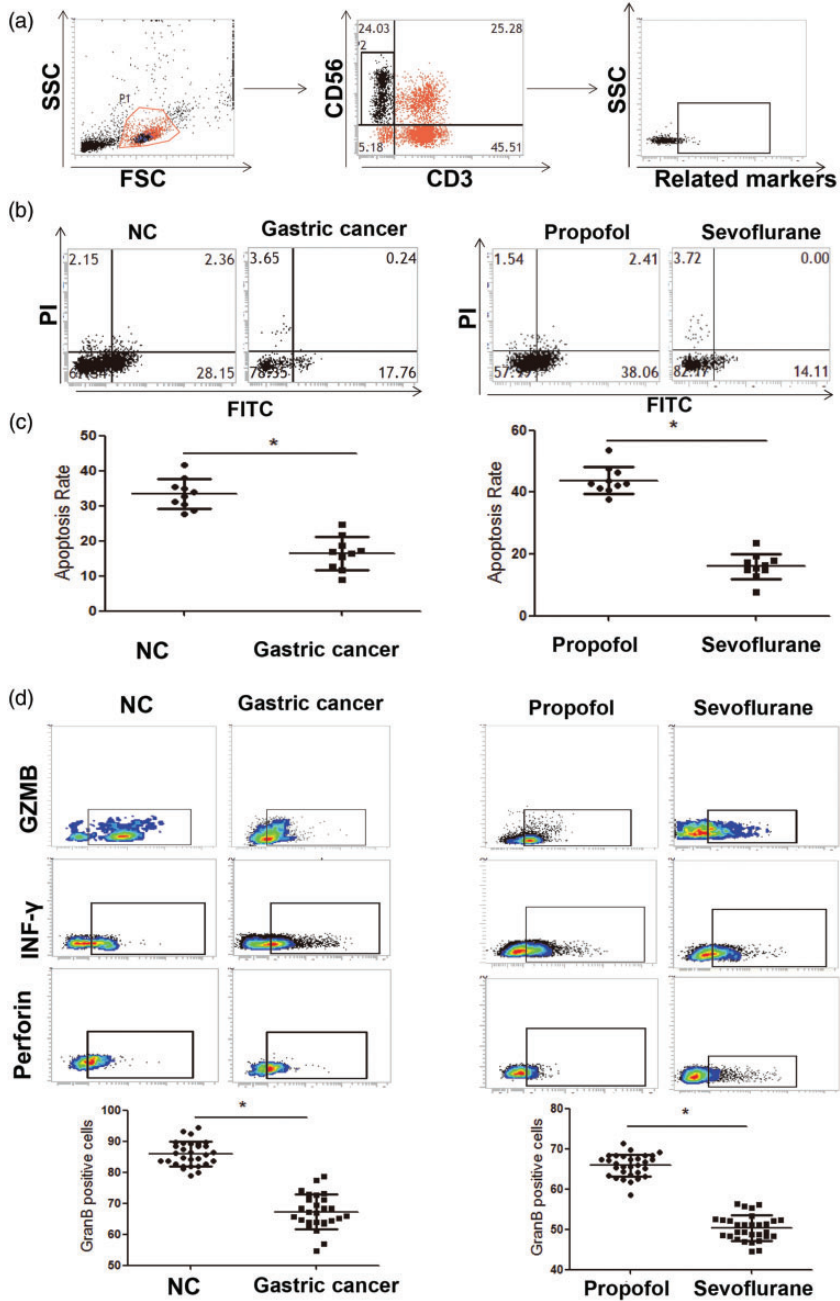 (a)
SSC
P1
FSC
24.03 25.28
CD56
5.18 45.51
CD3
SSC
Related markers
(b)
NC Gastric cancer Propofol Sevoflurane
PI
2.15 2.36
28.15
3.65 0.24
17.76
FITC
PI
1.54 2.41
38.06
3.72 0.00
14.11
FITC
(c)
Apoptosis Rate
50
40
30
20
10
0
*
NC Gastric cancer
Apoptosis Rate
60
40
20
0
*
Propofol Sevoflurane
(d)
NC Gastric cancer Propofol Sevoflurane
GZMB
INF-γ
Perforin
GranB positive cells
100
90
80
70
60
50
*
NC Gastric cancer
GranB positive cells
80
70
60
50
40
*
Propofol Sevoflurane